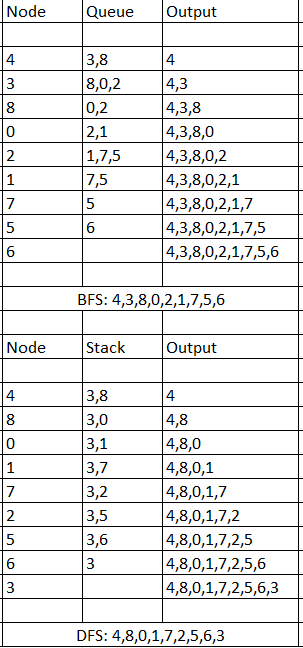 Node Queue Output
4 3,8 4
3 8,0,2 4,3
8 0,2 4,3,8
0 2,1 4,3,8,0
2 1,7,5 4,3,8,0,2
1 7,5 4,3,8,0,2,1
7 5 4,3,8,0,2,1,7
5 6 4,3,8,0,2,1,7,5
6 4,3,8,0,2,1,7,5,6
BFS: 4,3,8,0,2,1,7,5,6
Node Stack Output
4 3,8 4
8 3,0 4,8
0 3,1 4,8,0
1 3,7 4,8,0,1
7 3,2 4,8,0,1,7
2 3,5 4,8,0,1,7,2
5 3,6 4,8,0,1,7,2,5
6 3 4,8,0,1,7,2,5,6
3 4,8,0,1,7,2,5,6,3
DFS: 4,8,0,1,7,2,5,6,3